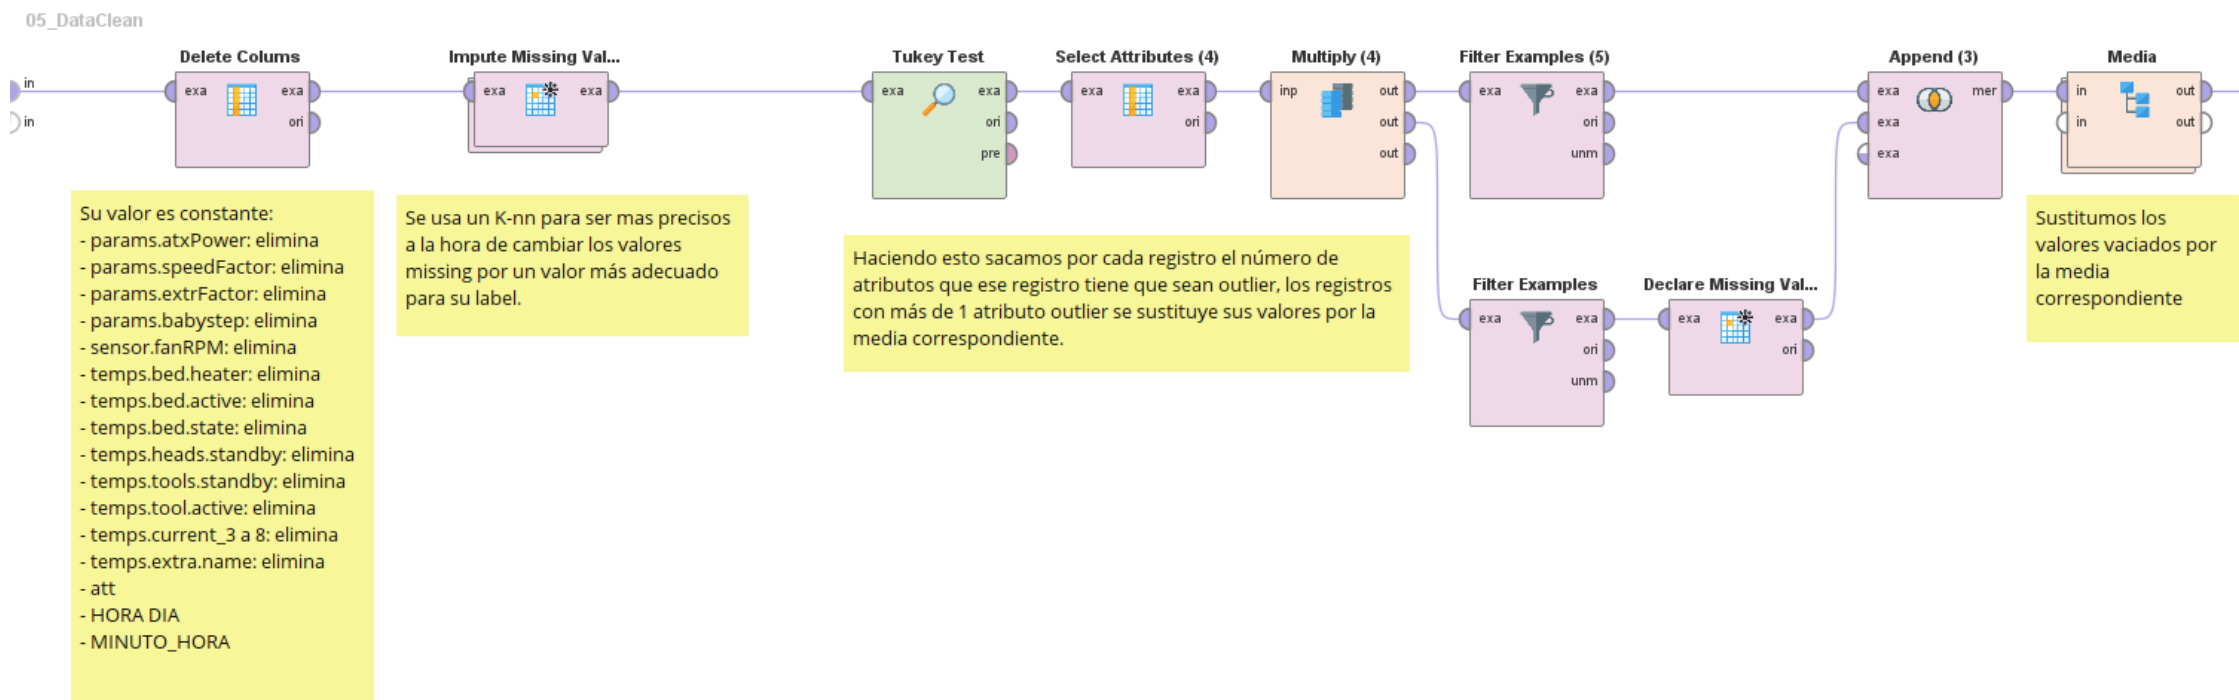 05_DataClean
Delete Colums
Impute Missing Val...
Tukey Test
Select Attributes (4)
Multiply (4)
Filter Examples (5)
Append (3)
Media
in
in
exa
exa
ori
exa
exa
exa
exa
ori
pre
exa
exa
ori
inp
out
out
out
exa
exa
ori
unm
exa
exa
exa
mer
in
in
out
out
Su valor es constante:
- params.atxPower: elimina
- params.speedFactor: elimina
- params.extrFactor: elimina
- params.babystep: elimina
- sensor.fanRPM: elimina
- temps.bed.heater: elimina
- temps.bed.active: elimina
- temps.bed.state: elimina
- temps.heads.standby: elimina
- temps.tools.standby: elimina
- temps.tool.active: elimina
- temps.current_3 a 8: elimina
- temps.extra.name: elimina
- att
- HORA DIA
- MINUTO_HORA
Se usa un K-nn para ser mas precisos
a la hora de cambiar los valores
missing por un valor más adecuado
para su label.
Haciendo esto sacamos por cada registro el número de
atributos que ese registro tiene que sean outlier, los registros
con más de 1 atributo outlier se sustituye sus valores por la
media correspondiente.
Filter Examples
exa
exa
ori
unm
Declare Missing Val...
exa
exa
ori
Sustitumos los
valores vaciados por
la media
correspondiente